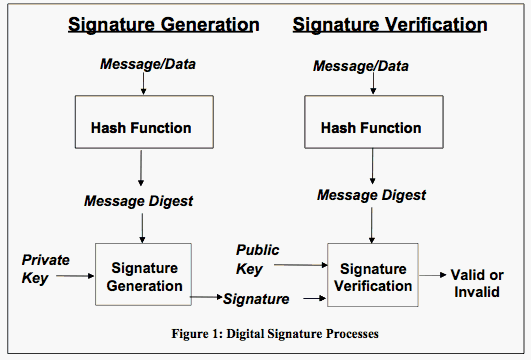 Signature Generation
Message/Data
Hash Function
Message Digest
Private
Key
Signature
Generation
Signature Verification
Message/Data
Hash Function
Message Digest
Public
Key
Signature
Signature
Verification
Valid or
Invalid
Figure 1: Digital Signature Processes